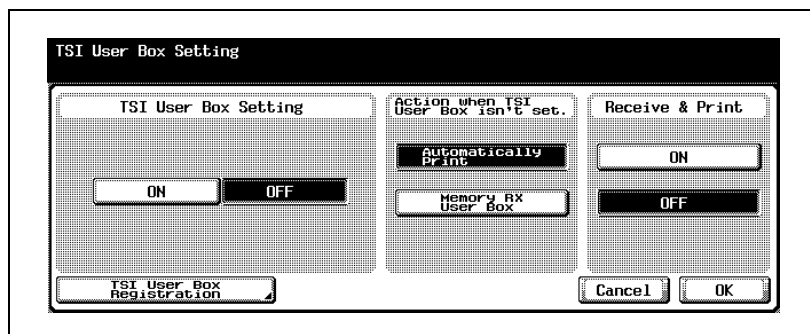 TSI User Box Setting
TSI User Box Setting
ON
OFF
Action when TSI
User Box isn't set.
Automatically
Print
Memory RX
User Box
Receive & Print
ON
OFF
TSI User Box
Registration
Cancel
OK